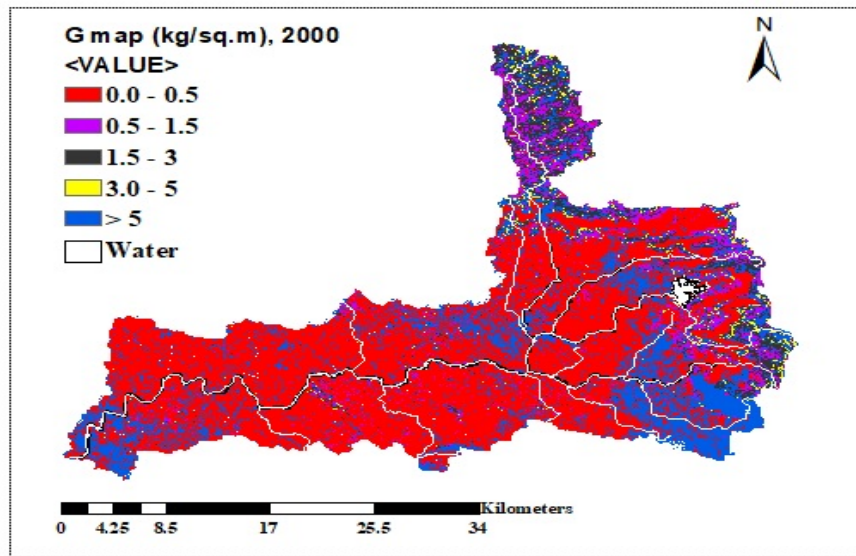 G map (kg/sq.m), 2000
<VALUE>
N
0.0 - 0.5
0.5 - 1.5
1.5 - 3
3.0 - 5
> 5
Water
Kilometers
0 4.25 8.5 17 25.5 34